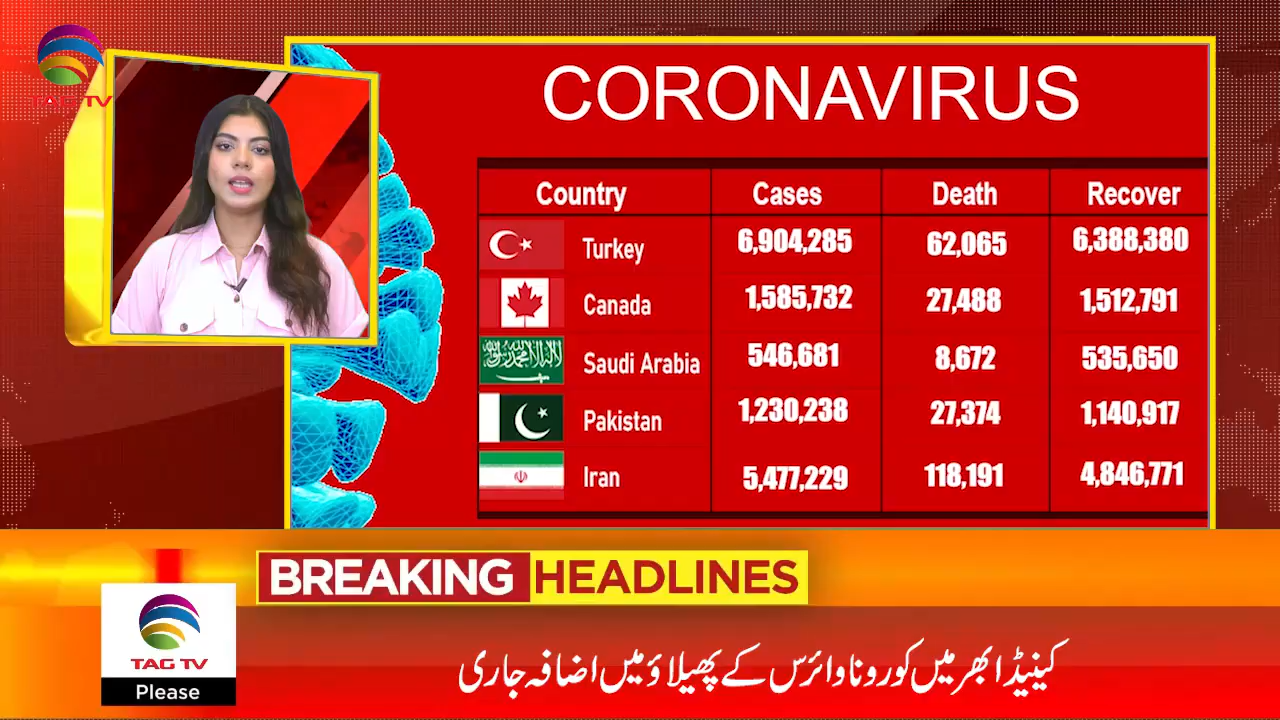 TAG TV
CORONAVIRUS
Country Cases Death Recover
Turkey 6,904,285 62,065 6,388,380
Canada 1,585,732 27,488 1,512,791
Saudi Arabia 546,681 8,672 535,650
Pakistan 1,230,238 27,374 1,140,917
Iran 5,477,229 118,191 4,846,771
BREAKING HEADLINES
TAG TV
Please
کینیڈا بھر میں کورونا وائرس کے پھیلاؤ میں اضافہ جاری